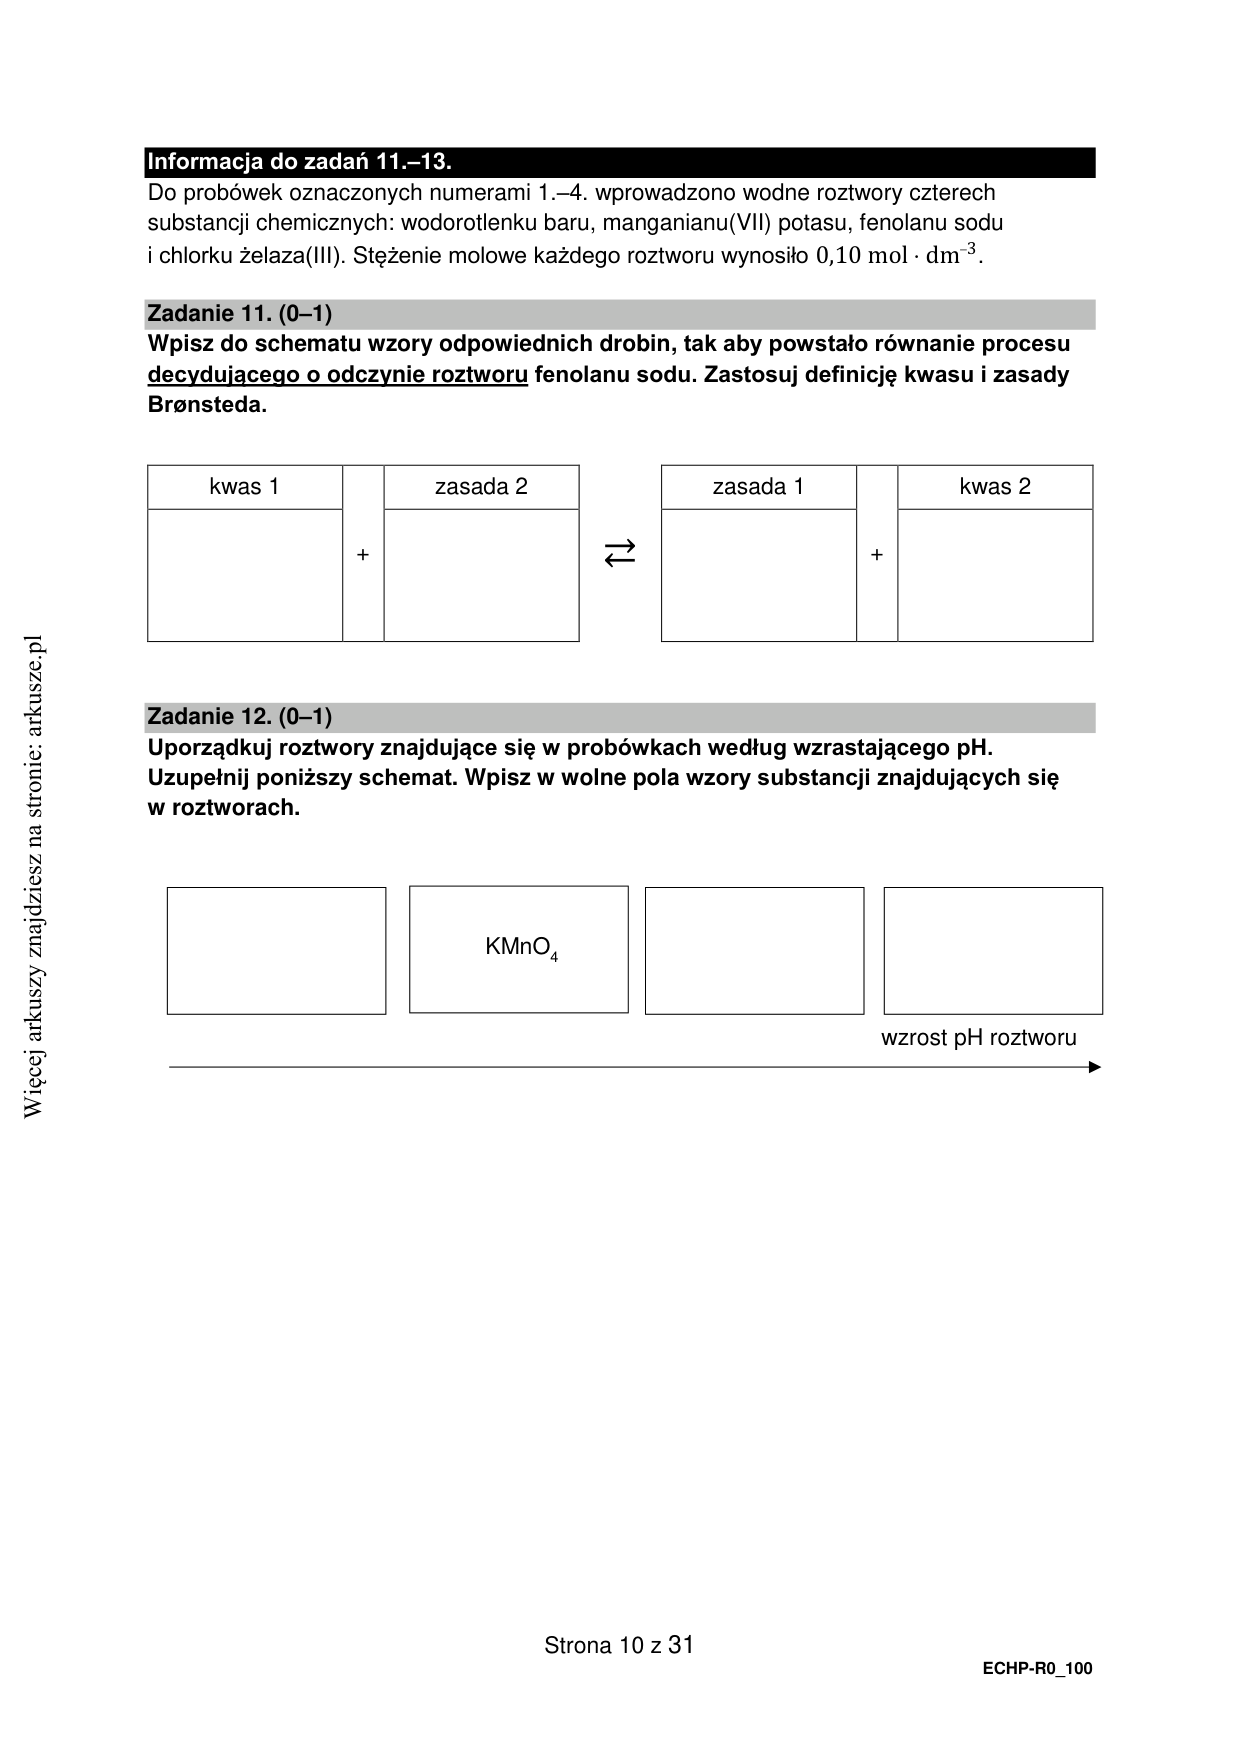 Informacja do zadań 11.–13.
Do probówek oznaczonych numerami 1.–4. wprowadzono wodne roztwory czterech
substancji chemicznych: wodorotlenku baru, manganianu(VII) potasu, fenolanu sodu
i chlorku żelaza(III). Stężenie molowe każdego roztworu wynosiło 0,10 mol · dm⁻³.
Zadanie 11. (0–1)
Wpisz do schematu wzory odpowiednich drobin, tak aby powstało równanie procesu
decydującego o odczynie roztworu fenolanu sodu. Zastosuj definicję kwasu i zasady
Brønsteda.
kwas 1 zasada 2 zasada 1 kwas 2
+ ⇄ +
Zadanie 12. (0–1)
Uporządkuj roztwory znajdujące się w probówkach według wzrastającego pH.
Uzupełnij poniższy schemat. Wpisz w wolne pola wzory substancji znajdujących się
w roztworach.
KMnO₄
wzrost pH roztworu
Strona 10 z 31
ECHP-R0_100
Więcej arkuszy znajdziesz na stronie: arkusze.pl